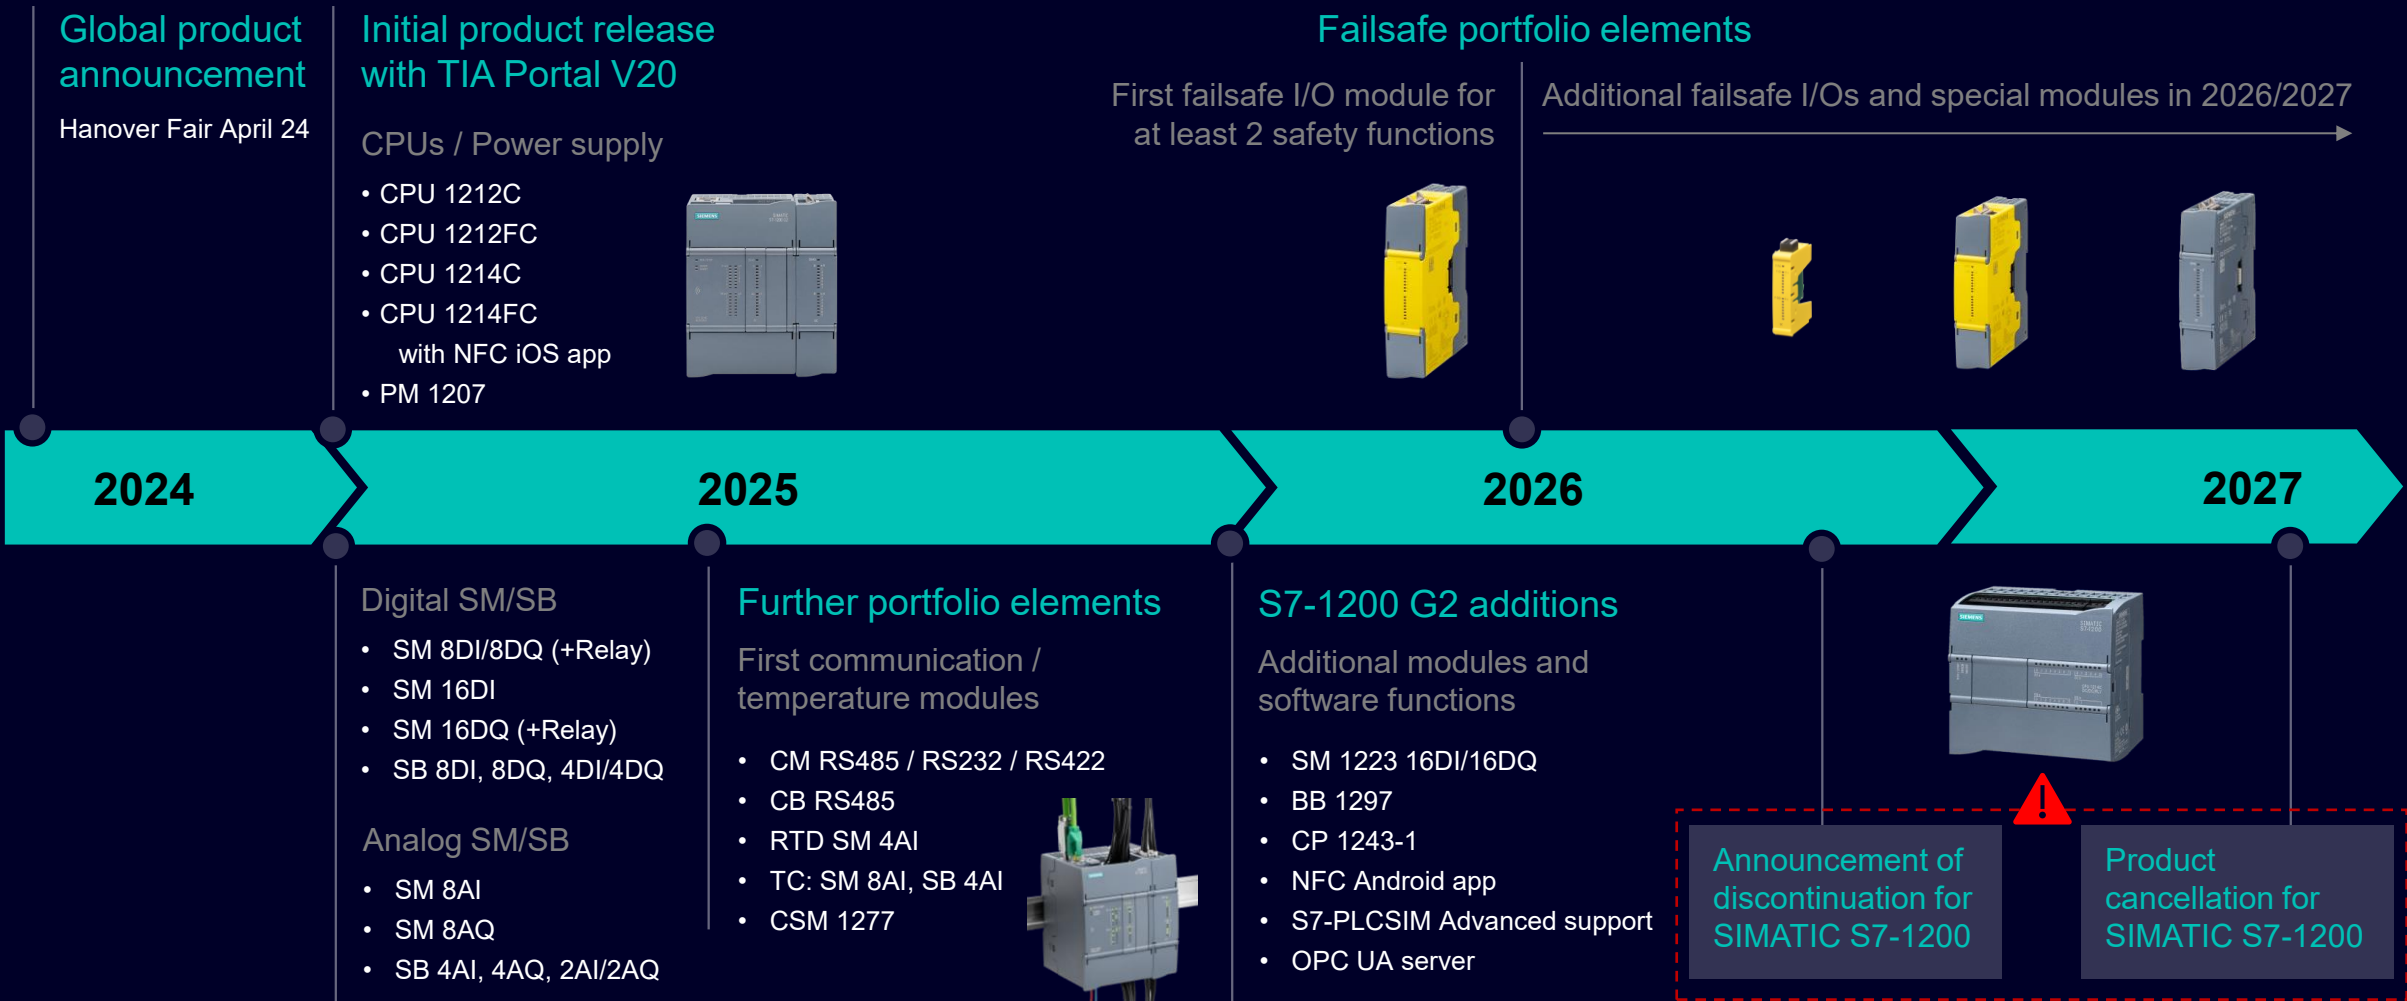 Global product
announcement
Hanover Fair April 24
Initial product release
with TIA Portal V20
CPUs / Power supply
• CPU 1212C
• CPU 1212FC
• CPU 1214C
• CPU 1214FC
with NFC iOS app
• PM 1207
Failsafe portfolio elements
First failsafe I/O module for
at least 2 safety functions
Additional failsafe I/Os and special modules in 2026/2027
SIEMENS
2024
2025
2026
2027
Digital SM/SB
• SM 8DI/8DQ (+Relay)
• SM 16DI
• SM 16DQ (+Relay)
• SB 8DI, 8DQ, 4DI/4DQ
Analog SM/SB
• SM 8AI
• SM 8AQ
• SB 4AI, 4AQ, 2AI/2AQ
Further portfolio elements
First communication /
temperature modules
• CM RS485 / RS232 / RS422
• CB RS485
• RTD SM 4AI
• TC: SM 8AI, SB 4AI
• CSM 1277
S7-1200 G2 additions
Additional modules and
software functions
• SM 1223 16DI/16DQ
• BB 1297
• CP 1243-1
• NFC Android app
• S7-PLCSIM Advanced support
• OPC UA server
SIEMENS
SIMATIC
S7-1200
Announcement of
discontinuation for
SIMATIC S7-1200
Product
cancellation for
SIMATIC S7-1200